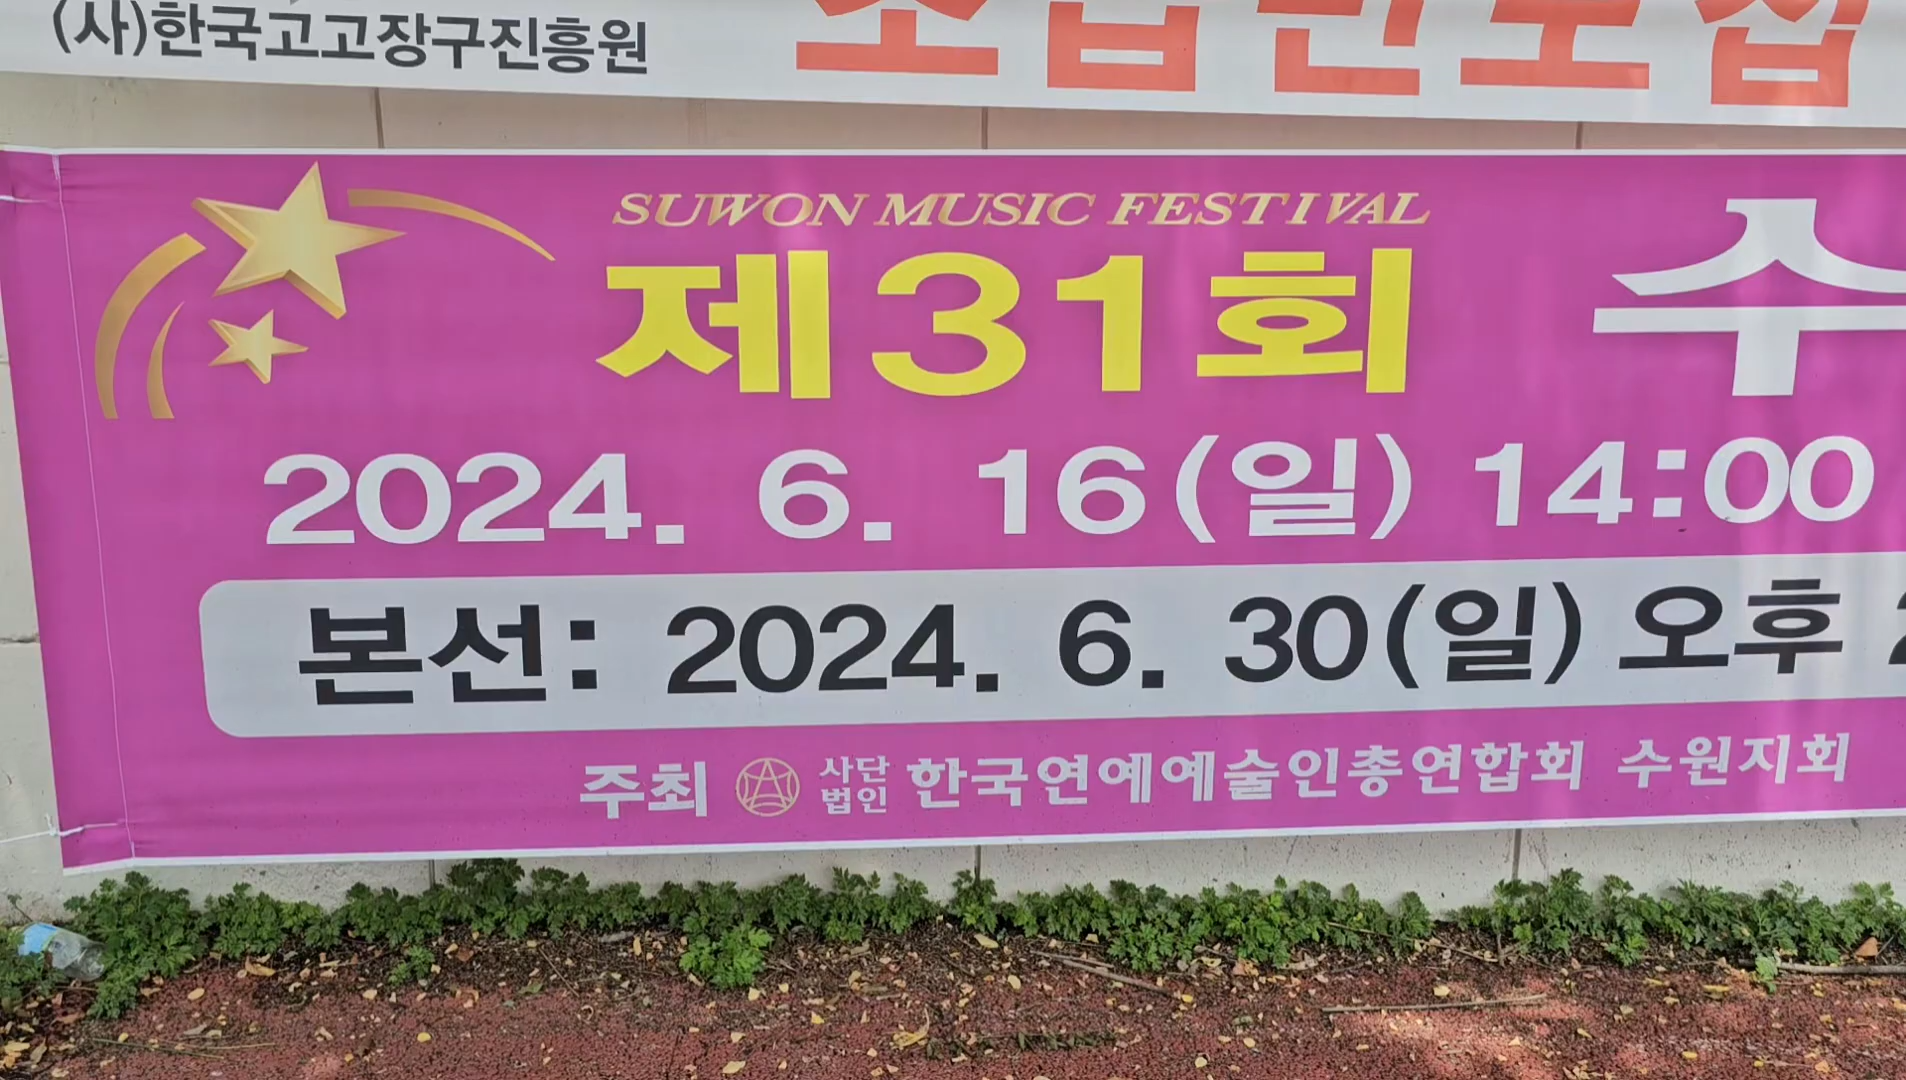 (사)한국고고장구진흥원
SUWON MUSIC FESTIVAL
제31회 수
2024. 6. 16(일) 14:00
본선: 2024. 6. 30(일) 오후
주최 사단법인 한국연예예술인총연합회 수원지회